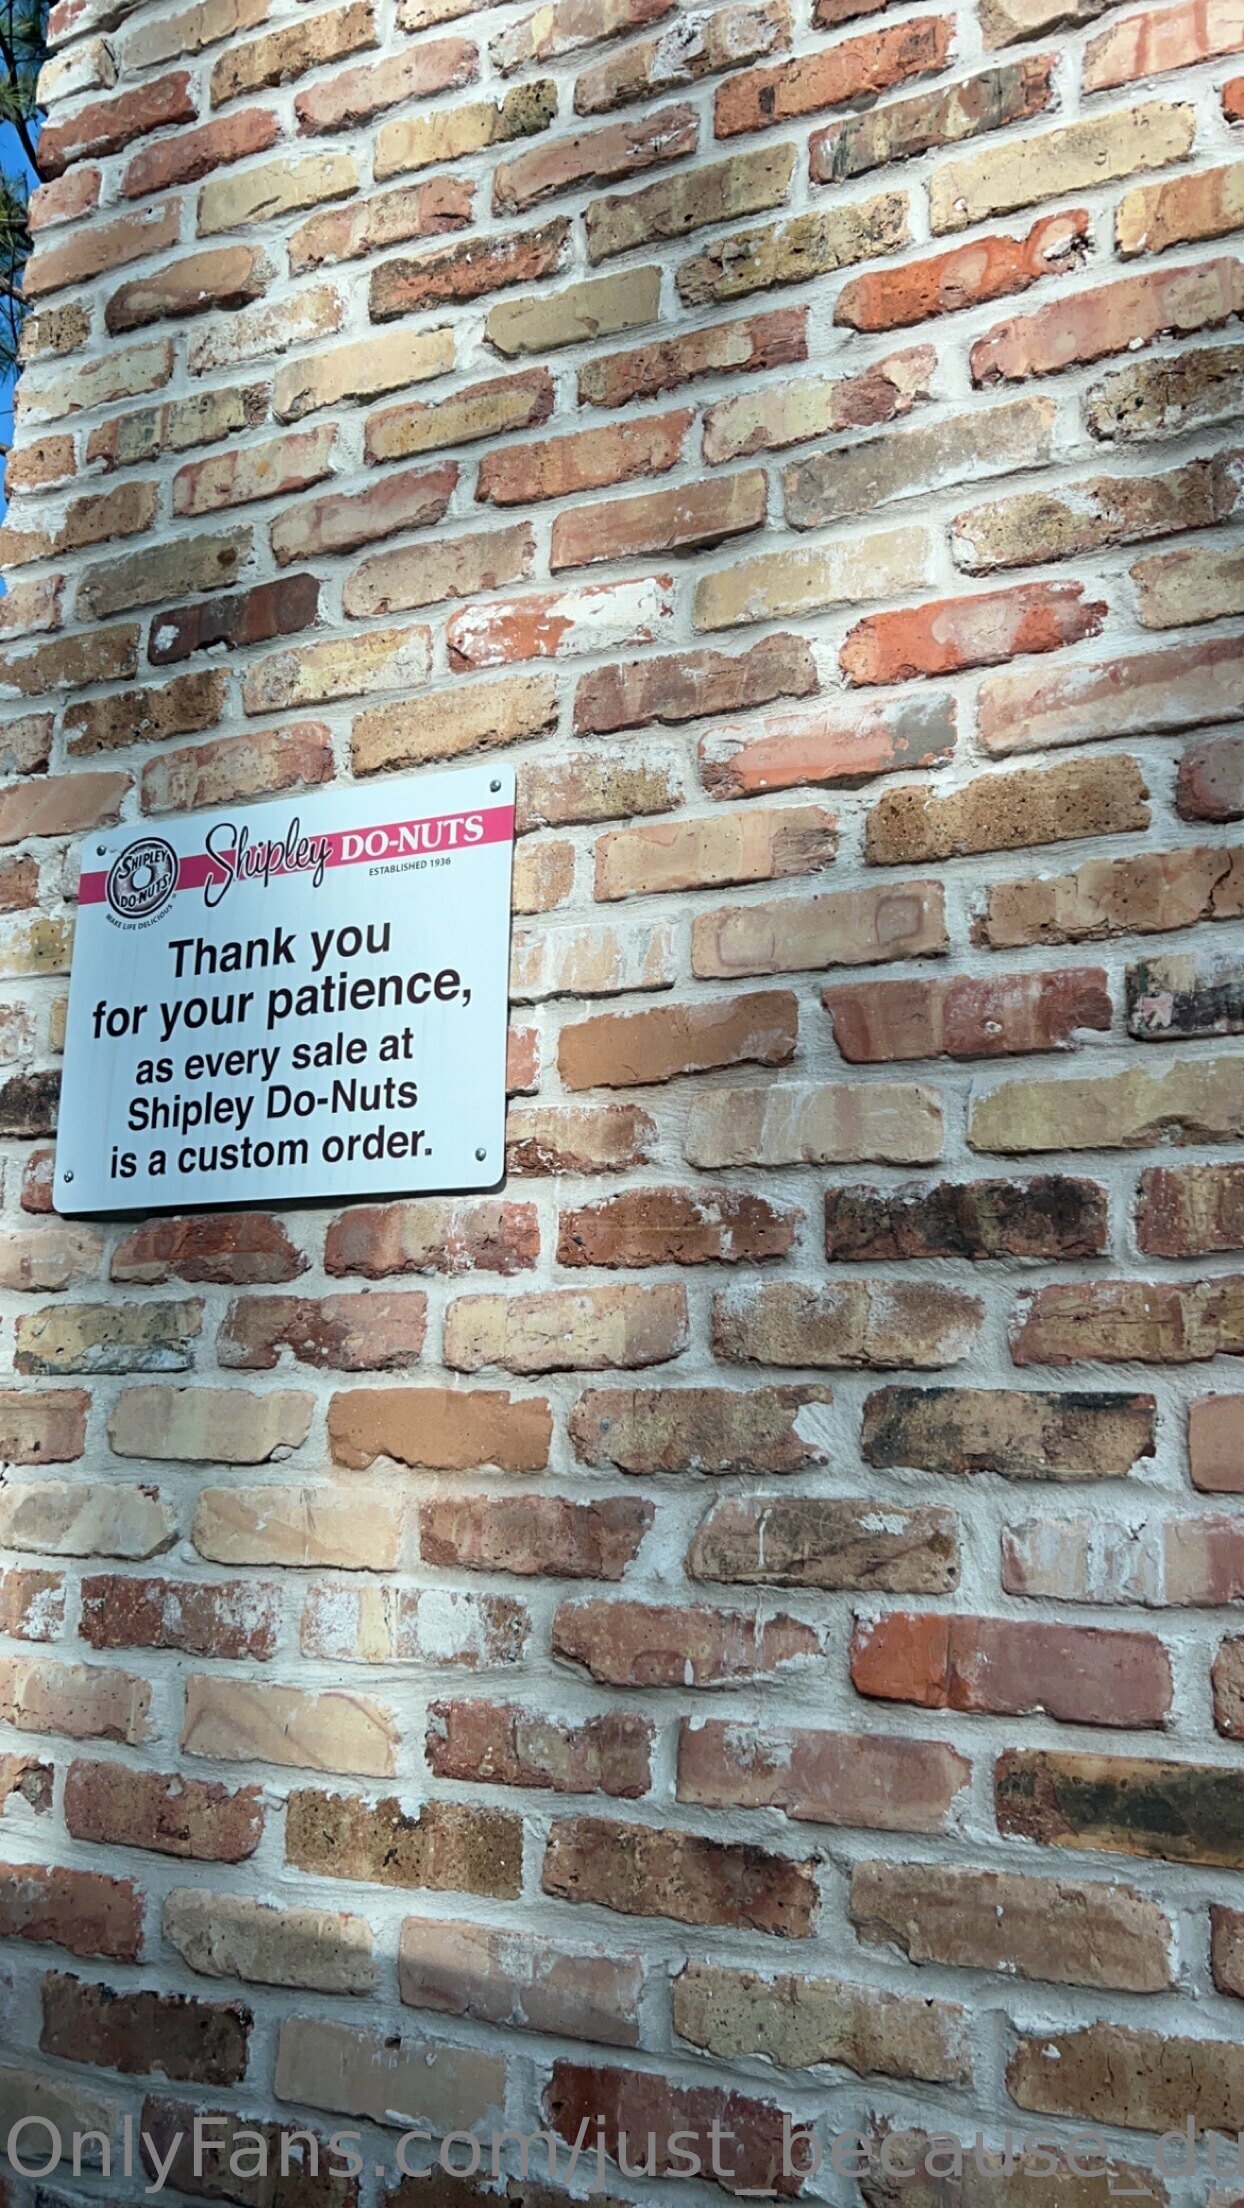 SHIPLEY
DO-NUTS
MAKE LIFE DELICIOUS
Shipley DO-NUTS
ESTABLISHED 1936
Thank you
for your patience,
as every sale at
Shipley Do-Nuts
is a custom order.
OnlyFans.com/just_because_du